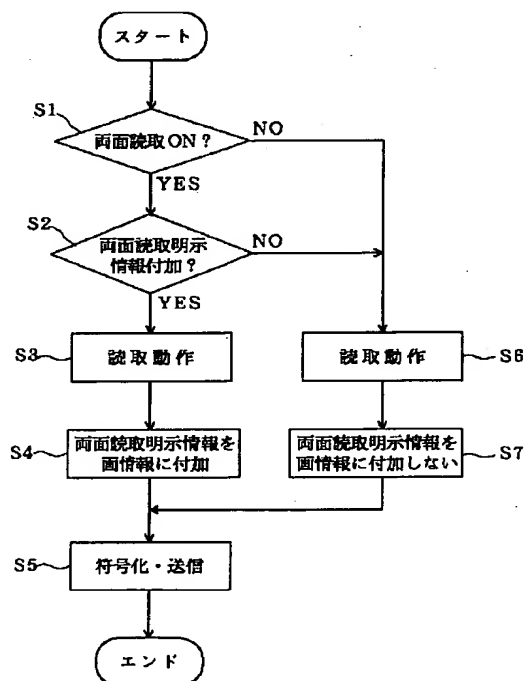 スタート
S1
両面読取ON?
NO
YES
S2
両面読取明示
情報付加?
NO
YES
S3
読取動作
読取動作
S6
S4
両面読取明示情報を
画情報に付加
両面読取明示情報を
画情報に付加しない
S7
S5
符号化・送信
エンド